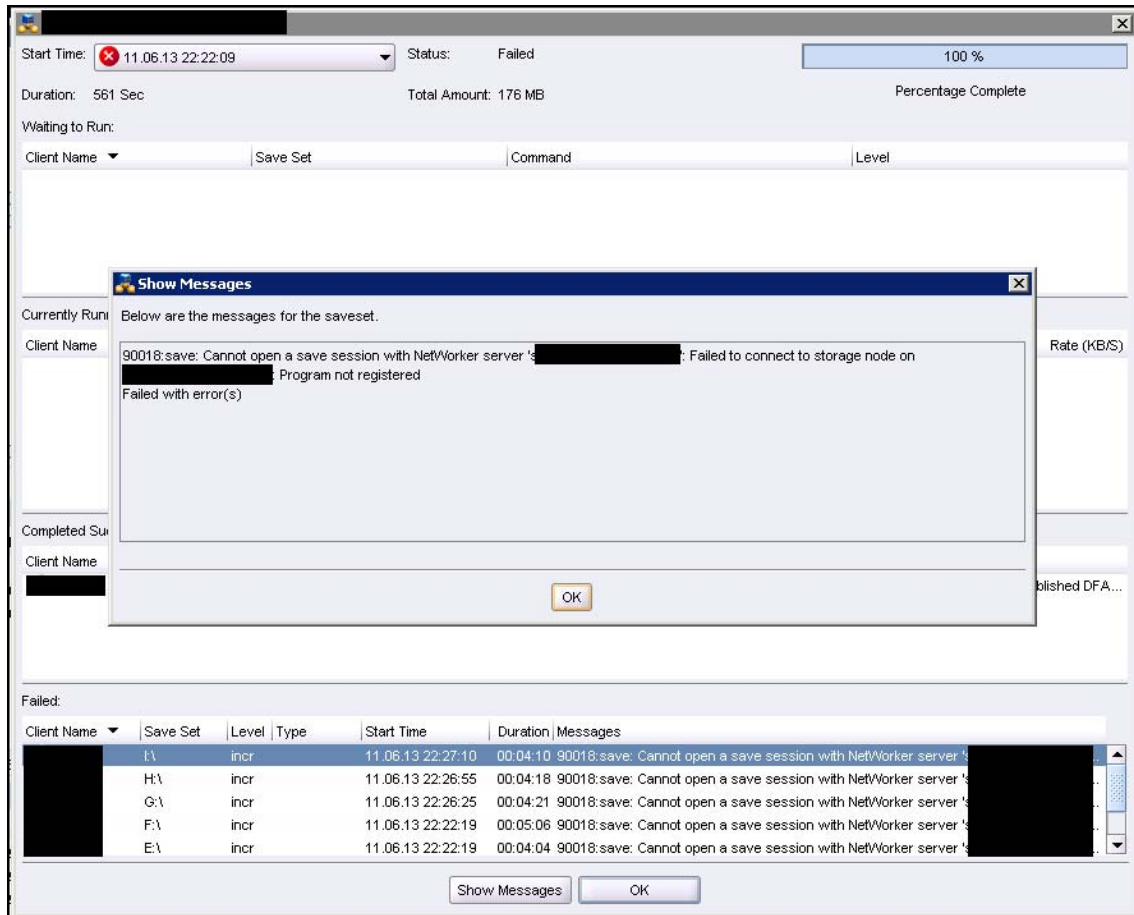 Start Time: 11.06.13 22:22:09 Status: Failed 100 %
Duration: 561 Sec Total Amount: 176 MB Percentage Complete
Waiting to Run:
Client Name Save Set Command Level
Show Messages
Currently Runn Below are the messages for the saveset.
Client Name Rate (KB/S)
90018:save: Cannot open a save session with NetWorker server 's : Failed to connect to storage node on
: Program not registered
Failed with error(s)
Completed Su
Client Name
blished DFA...
OK
Failed:
Client Name Save Set Level Type Start Time Duration Messages
I:\ incr 11.06.13 22:27:10 00:04:10 90018:save: Cannot open a save session with NetWorker server 's ...
H:\ incr 11.06.13 22:26:55 00:04:18 90018:save: Cannot open a save session with NetWorker server 's ...
G:\ incr 11.06.13 22:26:25 00:04:21 90018:save: Cannot open a save session with NetWorker server 's ...
F:\ incr 11.06.13 22:22:19 00:05:06 90018:save: Cannot open a save session with NetWorker server 's ...
E:\ incr 11.06.13 22:22:19 00:04:04 90018:save: Cannot open a save session with NetWorker server 's ...
Show Messages OK